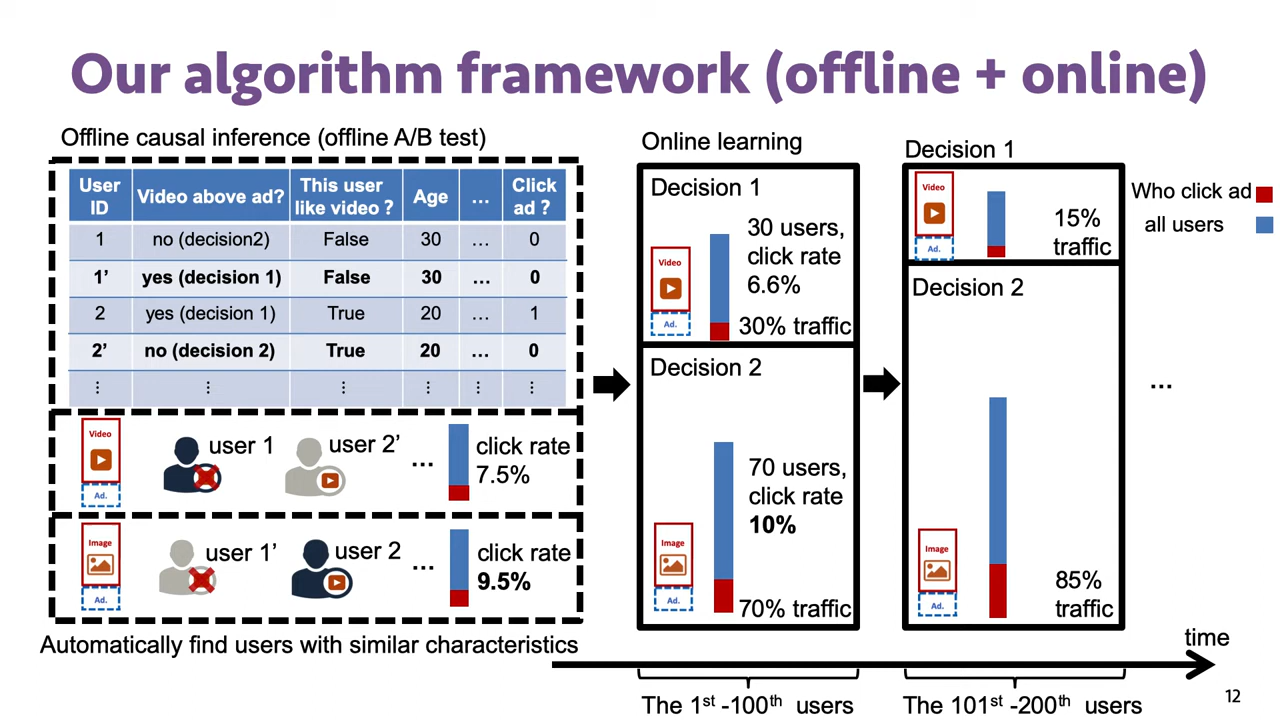 Our algorithm framework (offline + online)
Offline causal inference (offline A/B test)
User ID	Video above ad?	This user like video ?	Age	...	Click ad ?
1	no (decision2)	False	30	...	0
1’	yes (decision 1)	False	30	...	0
2	yes (decision 1)	True	20	...	1
2’	no (decision 2)	True	20	...	0
⋮	⋮	⋮	⋮	⋮
Video
Ad.
user 1
user 2’
...
click rate
7.5%
Image
Ad.
user 1’
user 2
...
click rate
9.5%
Automatically find users with similar characteristics
Online learning
Decision 1
Video
Ad.
30 users,
click rate
6.6%
30% traffic
Decision 2
Image
Ad.
70 users,
click rate
10%
70% traffic
The 1st -100th users
Decision 1
Video
Ad.
15%
traffic
Decision 2
Image
Ad.
85%
traffic
The 101st -200th users
Who click ad
all users
...
time
12